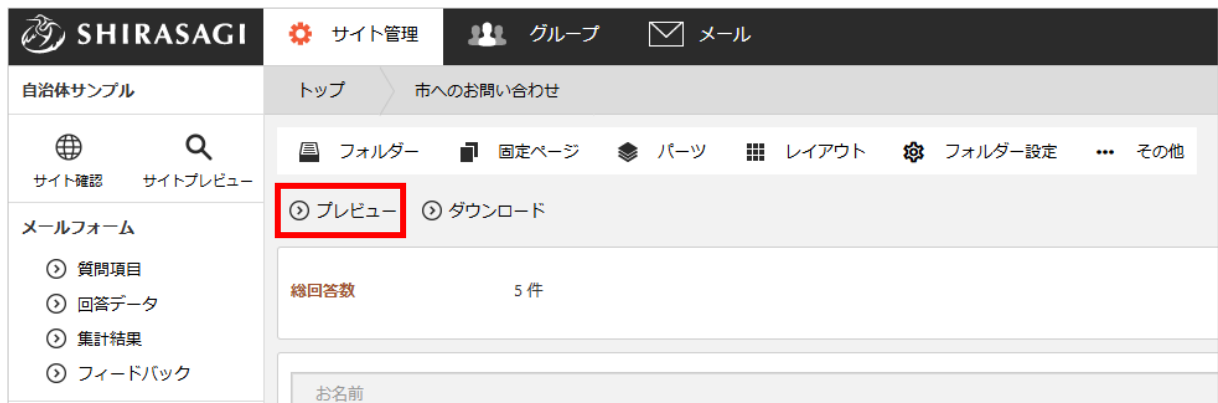 SHIRASAGI サイト管理 グループ メール
自治体サンプル トップ 市へのお問い合わせ
サイト確認 サイトプレビュー フォルダー 固定ページ パーツ レイアウト フォルダー設定 その他
プレビュー ダウンロード
メールフォーム
質問項目
回答データ
集計結果
フィードバック
総回答数 5 件
お名前